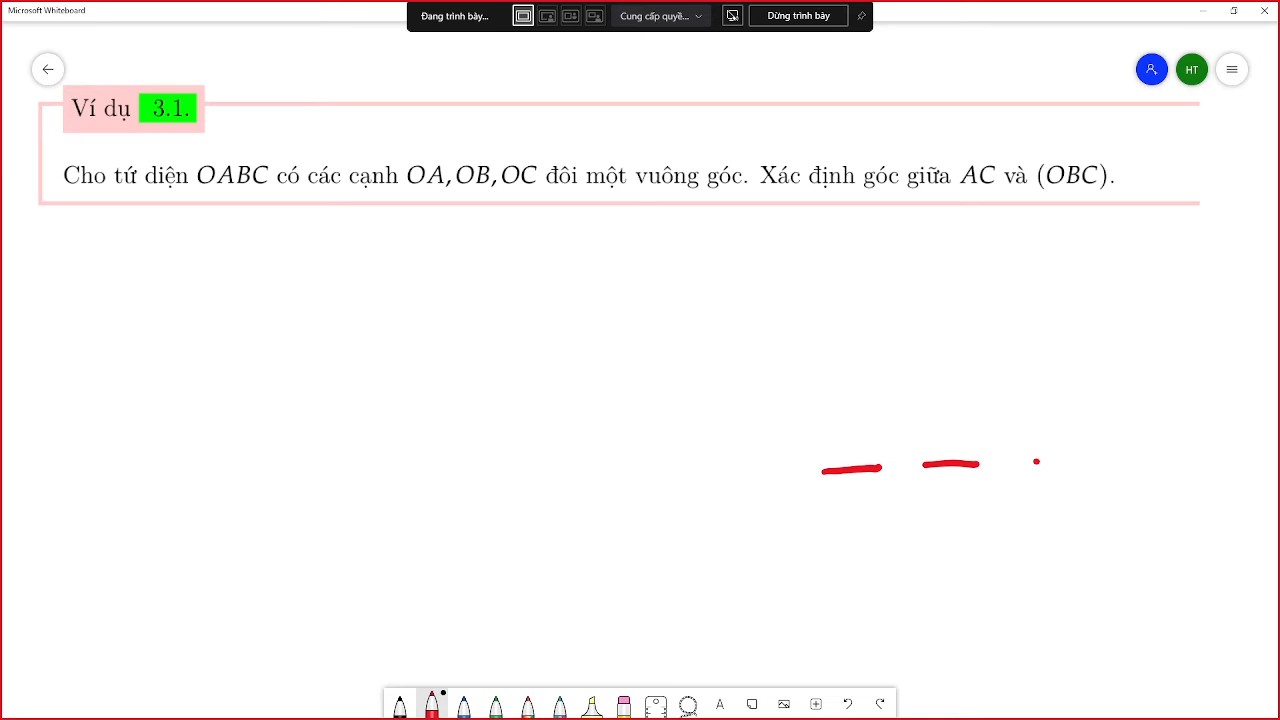 Microsoft Whiteboard
Đang trình bày...
Cung cấp quyề...
Dừng trình bày
HT
Ví dụ 3.1.
Cho tứ diện OABC có các cạnh OA, OB, OC đôi một vuông góc. Xác định góc giữa AC và (OBC).
A